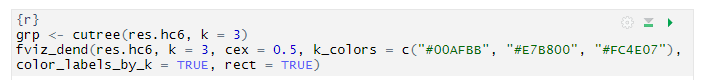 {r}
grp <- cutree(res.hc6, k = 3)
fviz_dend(res.hc6, k = 3, cex = 0.5, k_colors = c("#00AFBB", "#E7B800", "#FC4E07"),
color_labels_by_k = TRUE, rect = TRUE)